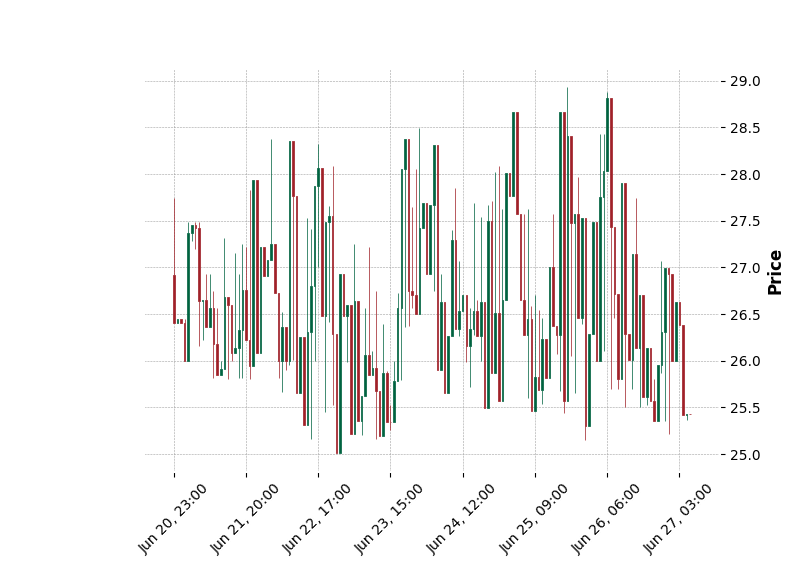 29.0
28.5
28.0
27.5
27.0
26.5
26.0
25.5
25.0
Price
Jun 20, 23:00
Jun 21, 20:00
Jun 22, 17:00
Jun 23, 15:00
Jun 24, 12:00
Jun 25, 09:00
Jun 26, 06:00
Jun 27, 03:00